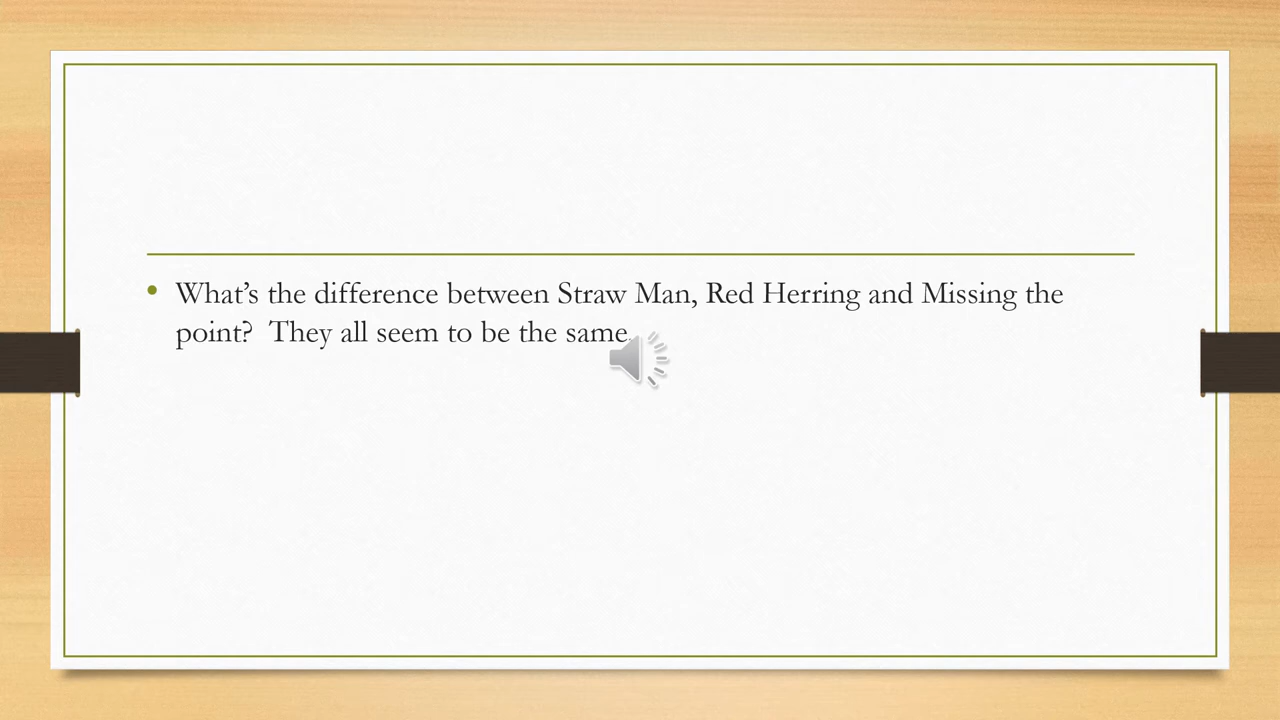 • What’s the difference between Straw Man, Red Herring and Missing the
point?  They all seem to be the same.